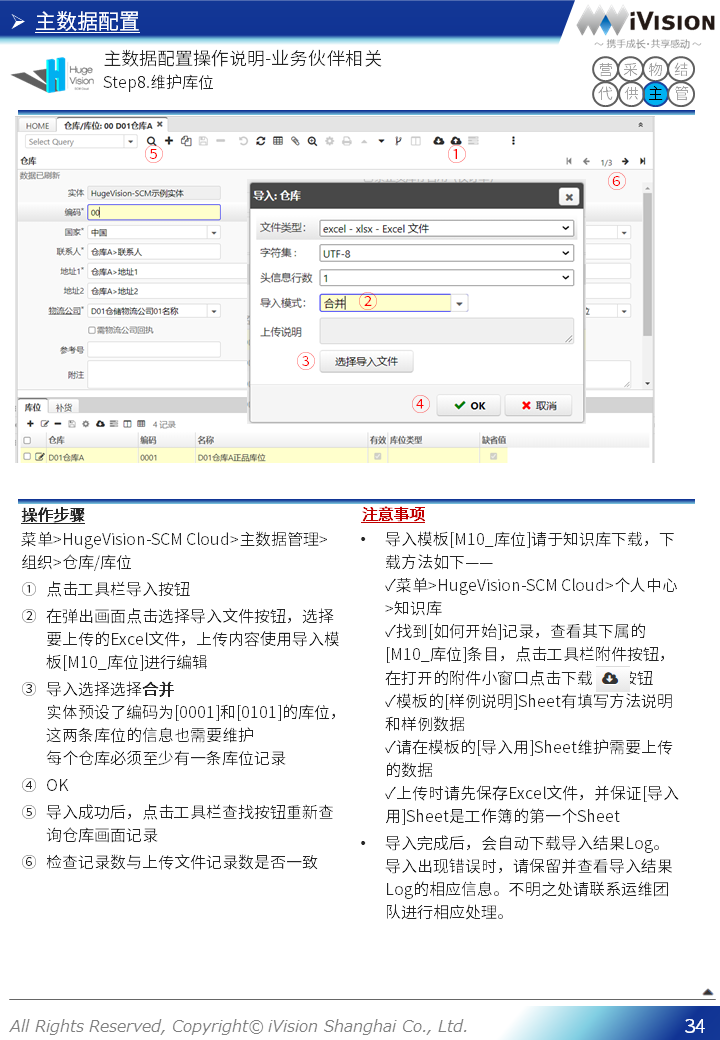 主数据配置
iVISION
～ 携手成长·共享感动 ～
主数据配置操作说明-业务伙伴相关
Step8.维护库位
Huge
Vision
营 采 物 结
代 供 主 管
HOME 仓库/库位: 00 D01仓库A
Select Query
⑤ ①
仓库
1/3
⑥
数据已刷新
实体 HugeVision-SCM示例实体
编码* 00
国家* 中国
联系人* 仓库A>联系人
地址1* 仓库A>地址1
地址2 仓库A>地址2
物流公司* D01仓储物流公司01名称
需物流公司回执
参考号
附注
导入: 仓库
文件类型: excel - xlsx - Excel 文件
字符集: UTF-8
头信息行数 1
导入模式: 合并 ②
上传说明
③ 选择导入文件
④ OK 取消
库位 补货
4 记录
仓库 编码 名称 有效 库位类型 缺省值
D01仓库A 0001 D01仓库A正品库位
操作步骤
菜单>HugeVision-SCM Cloud>主数据管理>
组织>仓库/库位
① 点击工具栏导入按钮
② 在弹出画面点击选择导入文件按钮，选择
要上传的Excel文件，上传内容使用导入模
板[M10_库位]进行编辑
③ 导入选择选择合并
实体预设了编码为[0001]和[0101]的库位，
这两条库位的信息也需要维护
每个仓库必须至少有一条库位记录
④ OK
⑤ 导入成功后，点击工具栏查找按钮重新查
询仓库画面记录
⑥ 检查记录数与上传文件记录数是否一致
注意事项
• 导入模板[M10_库位]请于知识库下载，下
载方法如下——
✓菜单>HugeVision-SCM Cloud>个人中心
>知识库
✓找到[如何开始]记录，查看其下属的
[M10_库位]条目，点击工具栏附件按钮，
在打开的附件小窗口点击下载 按钮
✓模板的[样例说明]Sheet有填写方法说明
和样例数据
✓请在模板的[导入用]Sheet维护需要上传
的数据
✓上传时请先保存Excel文件，并保证[导入
用]Sheet是工作簿的第一个Sheet
• 导入完成后，会自动下载导入结果Log。
导入出现错误时，请保留并查看导入结果
Log的相应信息。不明之处请联系运维团
队进行相应处理。
All Rights Reserved, Copyright© iVision Shanghai Co., Ltd.
34